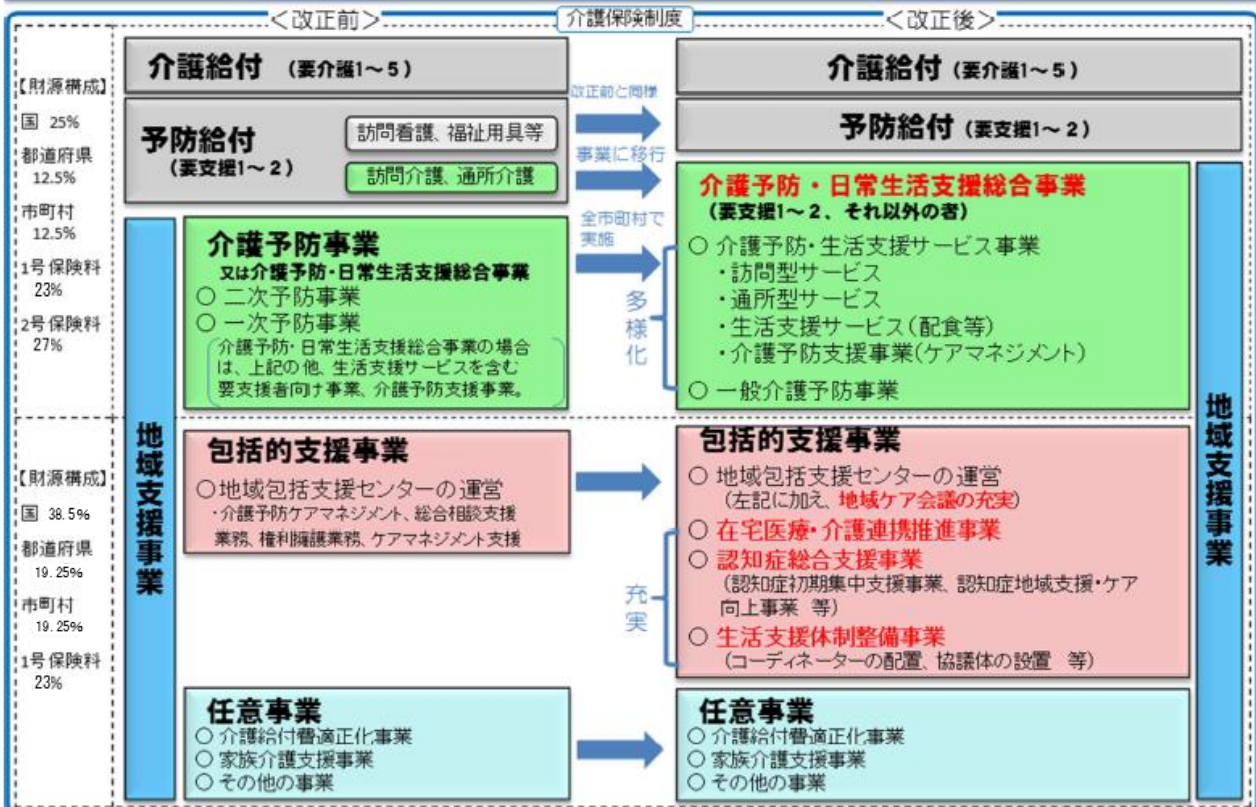 ＜改正前＞
介護保険制度
＜改正後＞
【財源構成】
国 25%
都道府県
12.5%
市町村
12.5%
1号保険料
23%
2号保険料
27%
介護給付 （要介護1～5）
予防給付
（要支援1～2）
訪問看護、福祉用具等
訪問介護、通所介護
改正前と同様
事業に移行
全市町村で
実施
多
様
化
介護給付（要介護1～5）
予防給付（要支援1～2）
介護予防事業
又は介護予防・日常生活支援総合事業
○ 二次予防事業
○ 一次予防事業
介護予防・日常生活支援総合事業の場合
は、上記の他、生活支援サービスを含む
要支援者向け事業、介護予防支援事業。
介護予防・日常生活支援総合事業
（要支援1～2、それ以外の者）
○ 介護予防・生活支援サービス事業
・訪問型サービス
・通所型サービス
・生活支援サービス（配食等）
・介護予防支援事業（ケアマネジメント）
○ 一般介護予防事業
【財源構成】
国 38.5%
都道府県
19.25%
市町村
19.25%
1号保険料
23%
地域支援事業
包括的支援事業
○地域包括支援センターの運営
・介護予防ケアマネジメント、総合相談支援
業務、権利擁護業務、ケアマネジメント支援
充
実
包括的支援事業
○ 地域包括支援センターの運営
（左記に加え、地域ケア会議の充実）
○ 在宅医療・介護連携推進事業
○ 認知症総合支援事業
（認知症初期集中支援事業、認知症地域支援・ケア
向上事業 等）
○ 生活支援体制整備事業
（コーディネーターの配置、協議体の設置 等）
地域支援事業
任意事業
○ 介護給付費適正化事業
○ 家族介護支援事業
○ その他の事業
任意事業
○ 介護給付費適正化事業
○ 家族介護支援事業
○ その他の事業